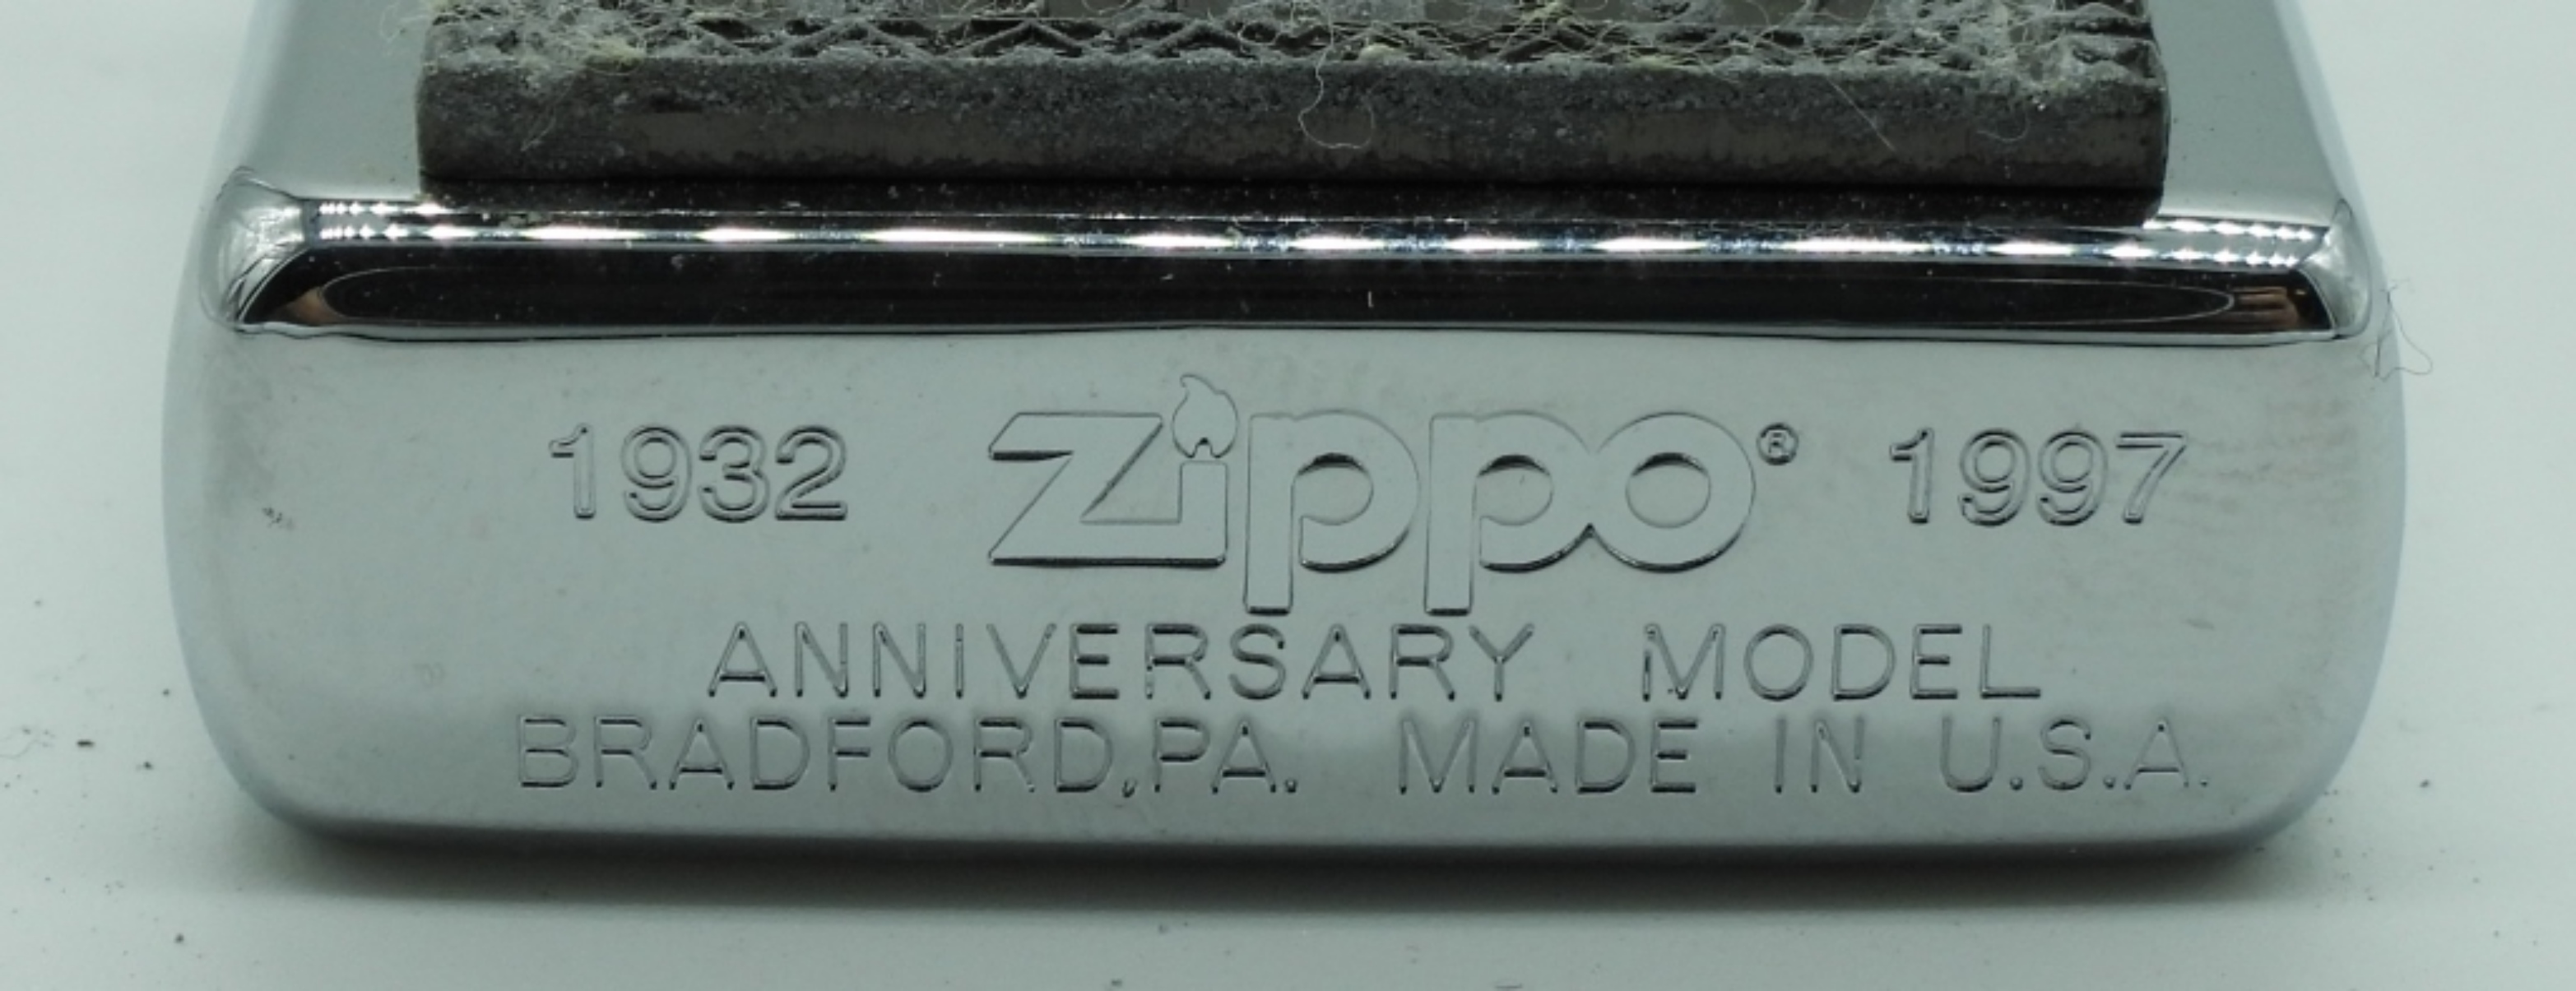 1932 Zippo® 1997
ANNIVERSARY MODEL
BRADFORD,PA. MADE IN U.S.A.